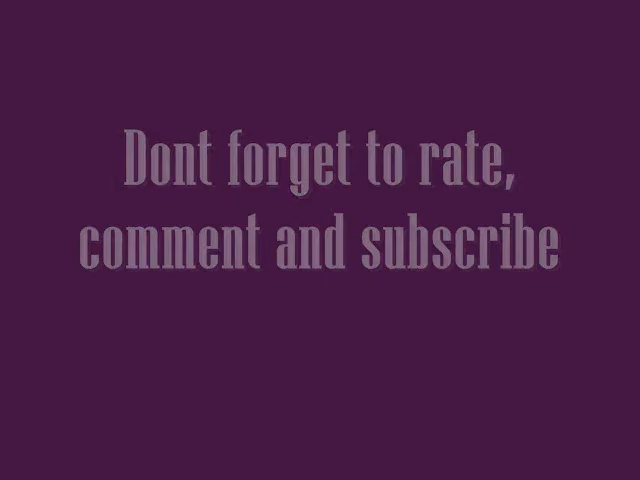 Dont forget to rate,
comment and subscribe